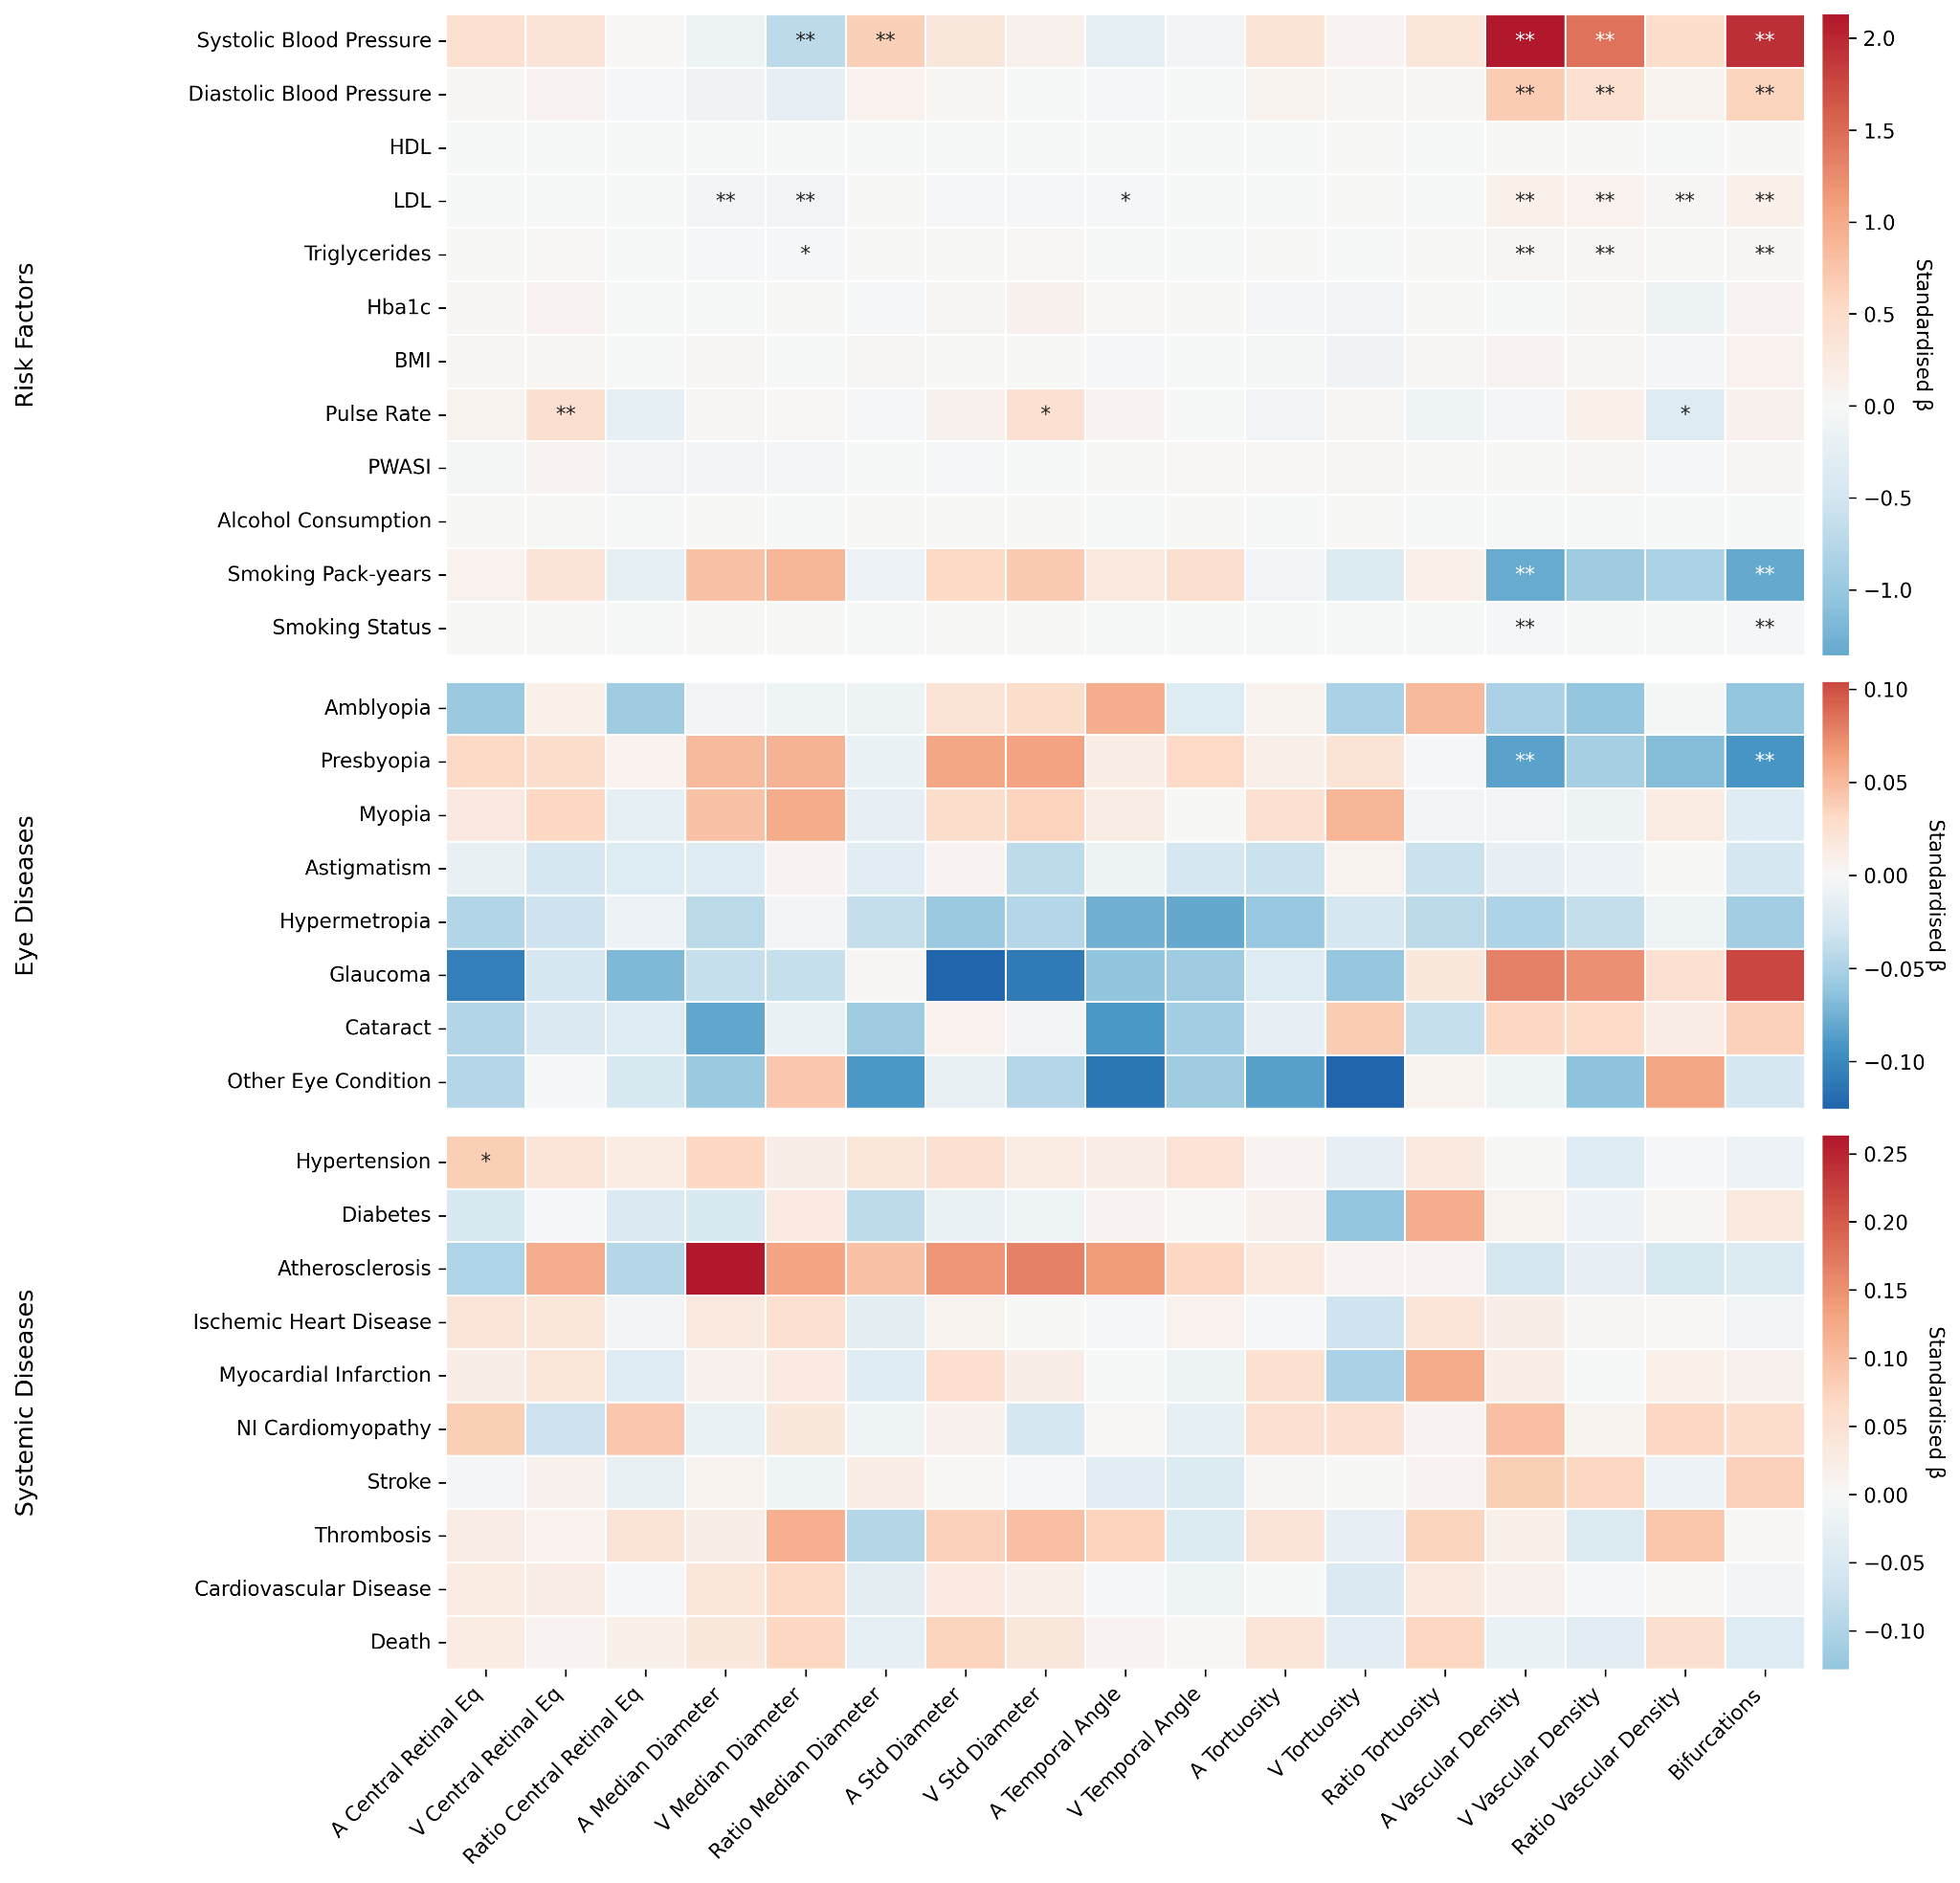 Risk Factors
Systolic Blood Pressure ** ** ** ** **
Diastolic Blood Pressure ** ** **
HDL
LDL ** ** * ** ** ** **
Triglycerides * ** ** **
Hba1c
BMI
Pulse Rate ** * *
PWASI
Alcohol Consumption
Smoking Pack-years ** **
Smoking Status ** **
2.0
1.5
1.0
0.5
0.0
−0.5
−1.0
Standardised β
Eye Diseases
Amblyopia
Presbyopia ** **
Myopia
Astigmatism
Hypermetropia
Glaucoma
Cataract
Other Eye Condition
0.10
0.05
0.00
−0.05
−0.10
Standardised β
Systemic Diseases
Hypertension *
Diabetes
Atherosclerosis
Ischemic Heart Disease
Myocardial Infarction
NI Cardiomyopathy
Stroke
Thrombosis
Cardiovascular Disease
Death
0.25
0.20
0.15
0.10
0.05
0.00
−0.05
−0.10
Standardised β
A Central Retinal Eq
V Central Retinal Eq
Ratio Central Retinal Eq
A Median Diameter
V Median Diameter
Ratio Median Diameter
A Std Diameter
V Std Diameter
A Temporal Angle
V Temporal Angle
A Tortuosity
V Tortuosity
Ratio Tortuosity
A Vascular Density
V Vascular Density
Ratio Vascular Density
Bifurcations